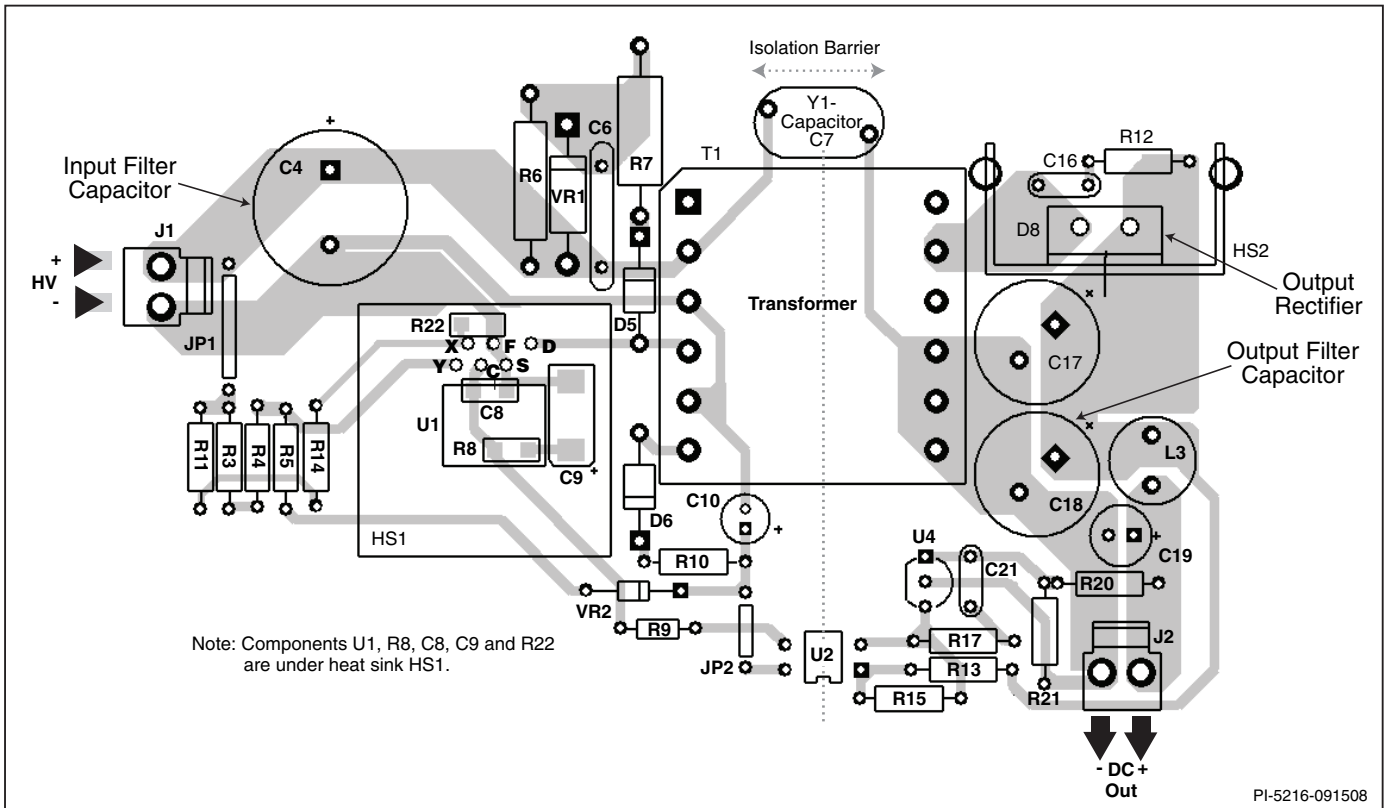 Isolation Barrier
Y1-
Capacitor
C7
+
C6
R12
T1
C16
Input Filter
Capacitor
C4
R7
R6
VR1
J1
D8
HS2
+
HV
-
Transformer
Output
Rectifier
D5
R22
JP1
X F D
Y C S
C17
Output Filter
Capacitor
U1
C8
R8
C9 +
R11
R3
R4
R5
R14
L3
C10
+
C18
HS1
D6
U4
C21
+
C19
R10
R20
VR2
R9
R17
J2
Note: Components U1, R8, C8, C9 and R22
are under heat sink HS1.
JP2
U2
R13
R15
R21
- DC +
Out
PI-5216-091508